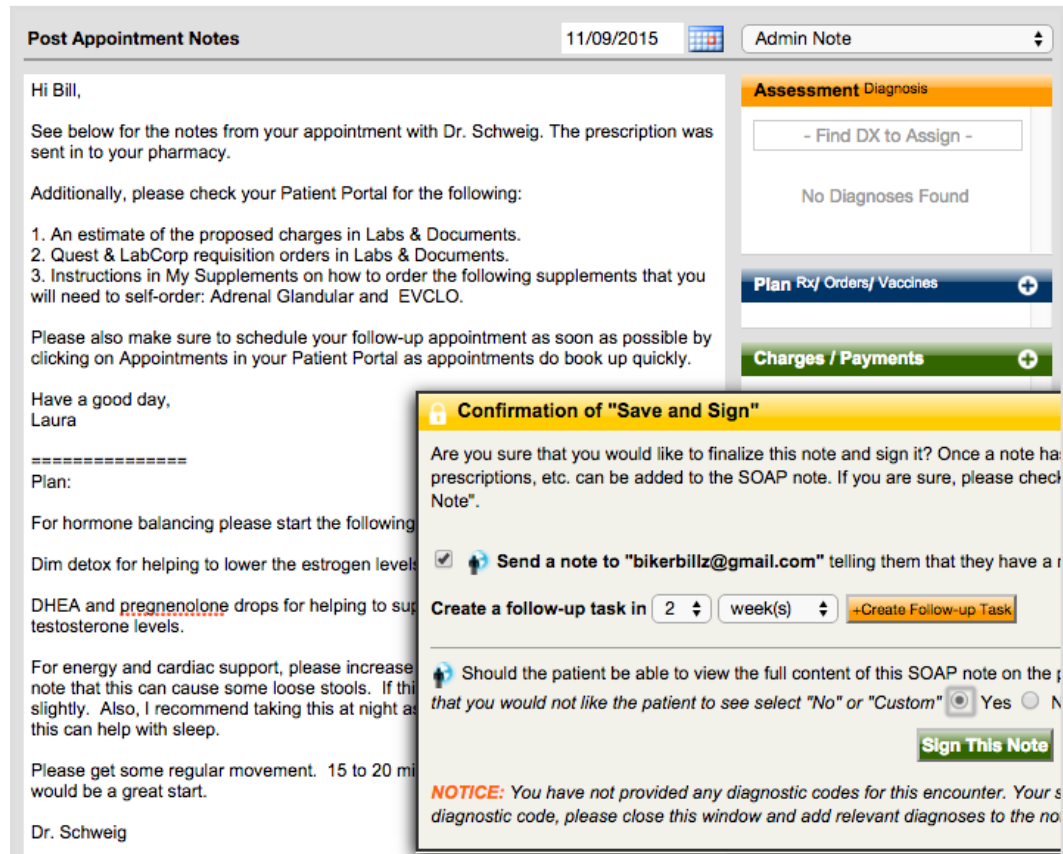 Post Appointment Notes
11/09/2015
Admin Note
Hi Bill,
See below for the notes from your appointment with Dr. Schweig. The prescription was
sent in to your pharmacy.
Additionally, please check your Patient Portal for the following:
1. An estimate of the proposed charges in Labs & Documents.
2. Quest & LabCorp requisition orders in Labs & Documents.
3. Instructions in My Supplements on how to order the following supplements that you
will need to self-order: Adrenal Glandular and EVCLO.
Please also make sure to schedule your follow-up appointment as soon as possible by
clicking on Appointments in your Patient Portal as appointments do book up quickly.
Have a good day,
Laura
===============
Plan:
For hormone balancing please start the following
Dim detox for helping to lower the estrogen levels
DHEA and pregnenolone drops for helping to sup
testosterone levels.
For energy and cardiac support, please increase
note that this can cause some loose stools. If thi
slightly. Also, I recommend taking this at night as
this can help with sleep.
Please get some regular movement. 15 to 20 mi
would be a great start.
Dr. Schweig
Assessment Diagnosis
- Find DX to Assign -
No Diagnoses Found
Plan Rx/ Orders/ Vaccines
Charges / Payments
Confirmation of "Save and Sign"
Are you sure that you would like to finalize this note and sign it? Once a note ha
prescriptions, etc. can be added to the SOAP note. If you are sure, please check
Note".
Send a note to "bikerbillz@gmail.com" telling them that they have a
Create a follow-up task in 2 week(s) +Create Follow-up Task
Should the patient be able to view the full content of this SOAP note on the
that you would not like the patient to see select "No" or "Custom" Yes N
Sign This Note
NOTICE: You have not provided any diagnostic codes for this encounter. Your s
diagnostic code, please close this window and add relevant diagnoses to the no